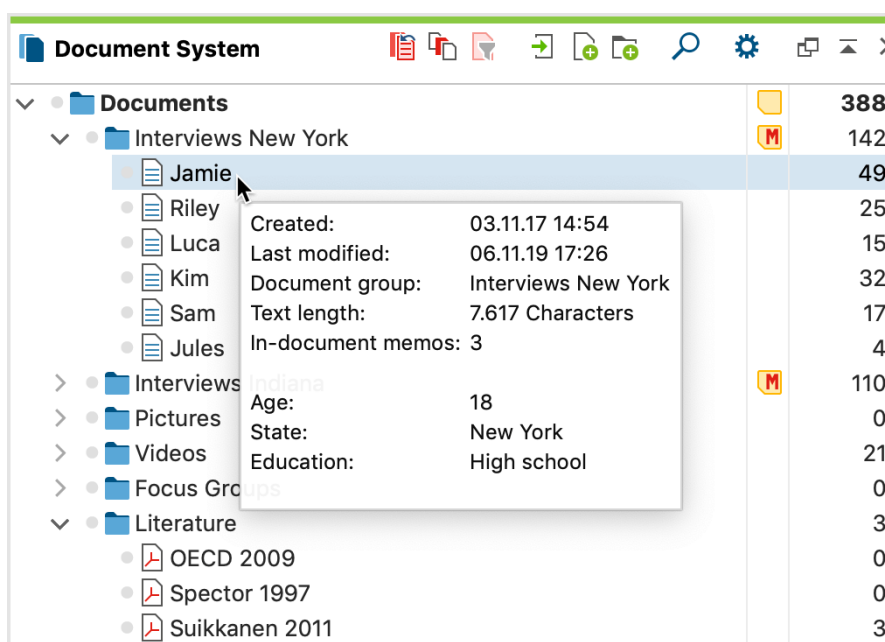 Document System
Documents 388
Interviews New York M 142
Jamie 49
Riley 25
Luca 15
Kim 32
Sam 17
Jules 4
Created: 03.11.17 14:54
Last modified: 06.11.19 17:26
Document group: Interviews New York
Text length: 7.617 Characters
In-document memos: 3
Age: 18
State: New York
Education: High school
Interviews Indiana M 110
Pictures 0
Videos 21
Focus Groups 0
Literature 3
OECD 2009 0
Spector 1997 0
Suikkanen 2011 3